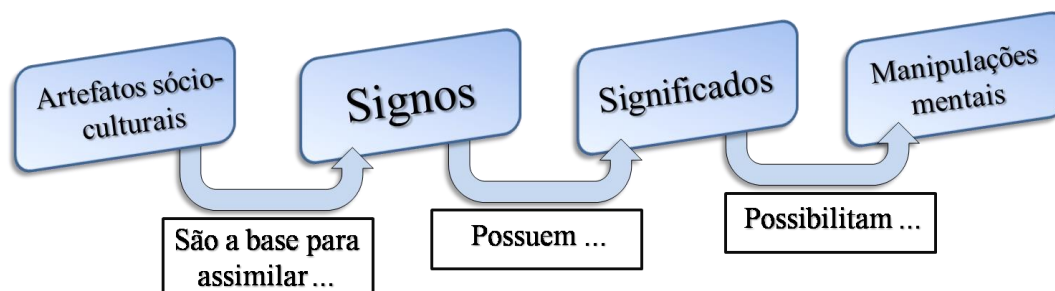 Artefatos sócio-
culturais
Signos
Significados
Manipulações
mentais
São a base para
assimilar ...
Possuem ...
Possibilitam ...